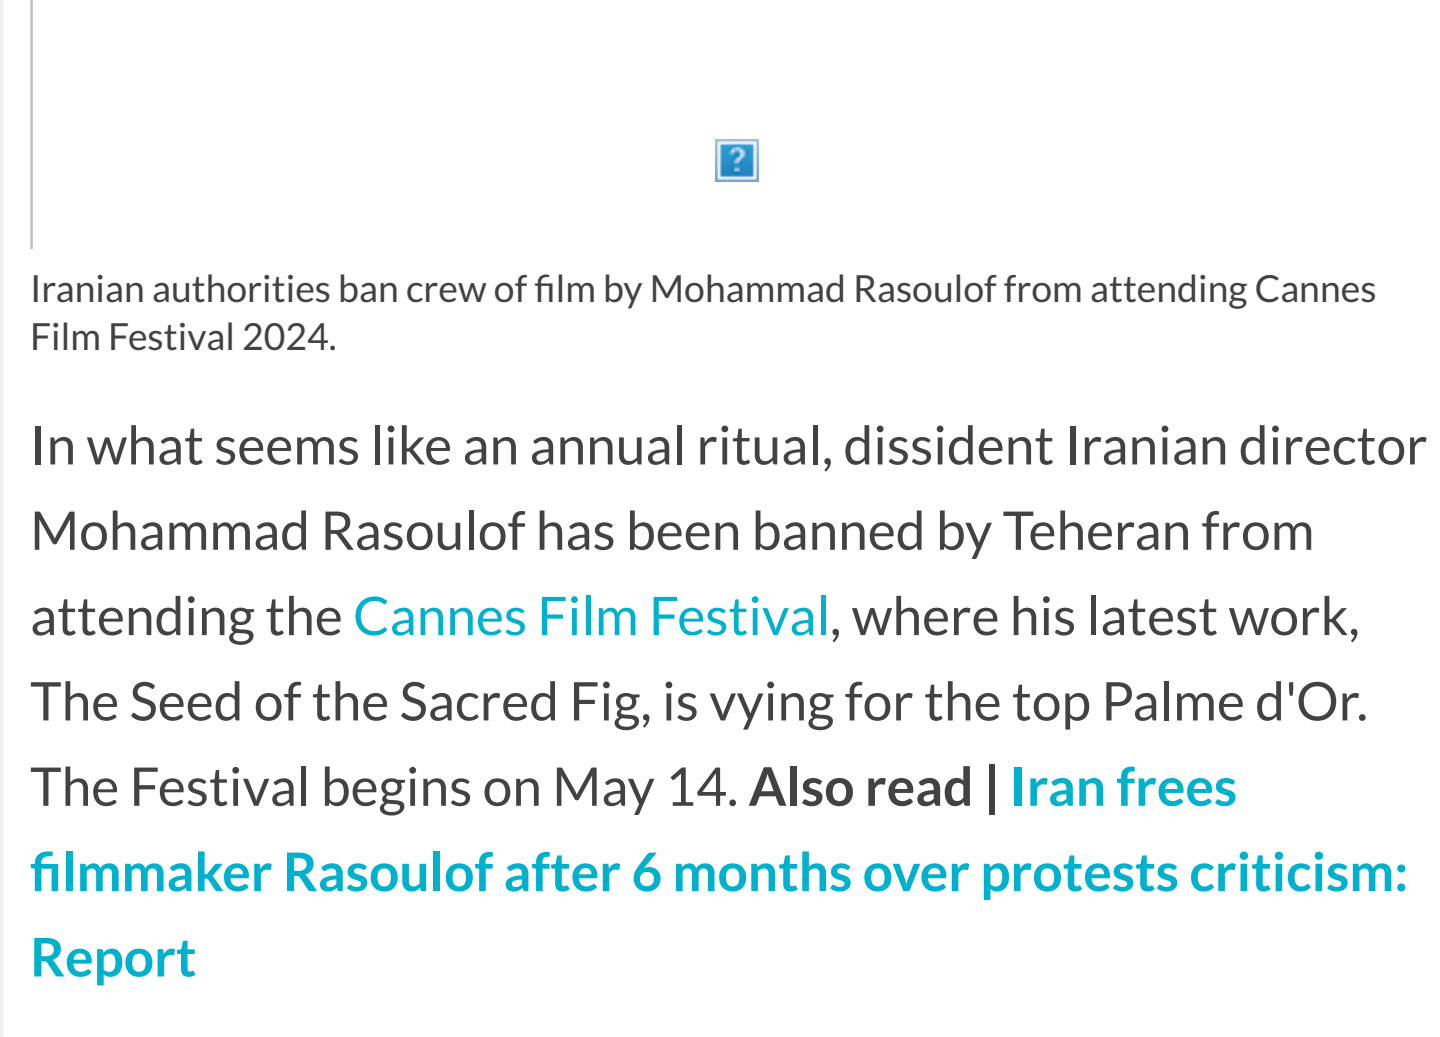 Iranian authorities ban crew of film by Mohammad Rasoulof from attending Cannes
Film Festival 2024.
In what seems like an annual ritual, dissident Iranian director
Mohammad Rasoulof has been banned by Teheran from
attending the Cannes Film Festival, where his latest work,
The Seed of the Sacred Fig, is vying for the top Palme d'Or.
The Festival begins on May 14. Also read | Iran frees
filmmaker Rasoulof after 6 months over protests criticism:
Report